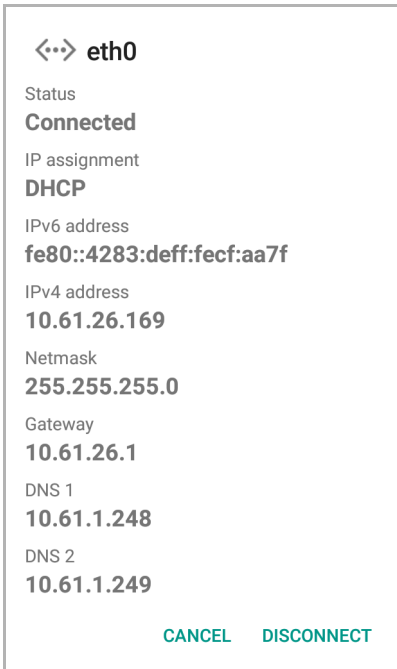 eth0
Status
Connected
IP assignment
DHCP
IPv6 address
fe80::4283:deff:fecf:aa7f
IPv4 address
10.61.26.169
Netmask
255.255.255.0
Gateway
10.61.26.1
DNS 1
10.61.1.248
DNS 2
10.61.1.249
CANCEL DISCONNECT